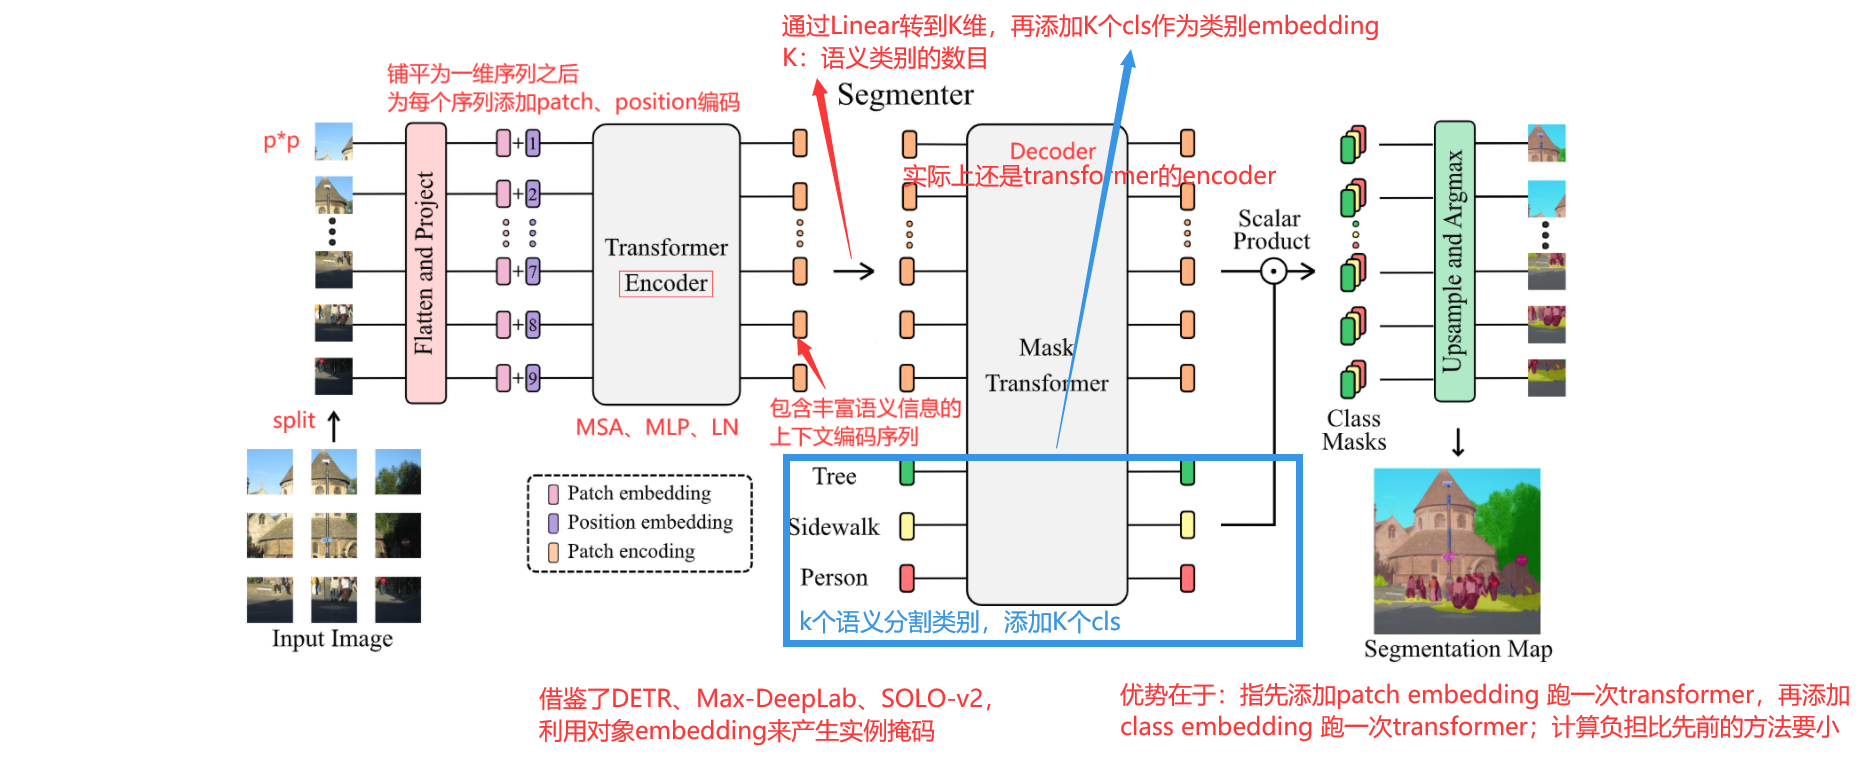 通过Linear转到K维，再添加K个cls作为类别embedding
K：语义类别的数目
铺平为一维序列之后
为每个序列添加patch、position编码
Segmenter
p*p
Flatten and Project
+1
+2
+7
+8
+9
Transformer
Encoder
MSA、MLP、LN
Decoder
实际上还是transformer的encoder
Mask
Transformer
Scalar
Product
Upsample and Argmax
Class
Masks
split
包含丰富语义信息的
上下文编码序列
Input Image
Patch embedding
Position embedding
Patch encoding
Tree
Sidewalk
Person
k个语义分割类别，添加K个cls
Segmentation Map
借鉴了DETR、Max-DeepLab、SOLO-v2，
利用对象embedding来产生实例掩码
优势在于：指先添加patch embedding 跑一次transformer，再添加
class embedding 跑一次transformer；计算负担比先前的方法要小